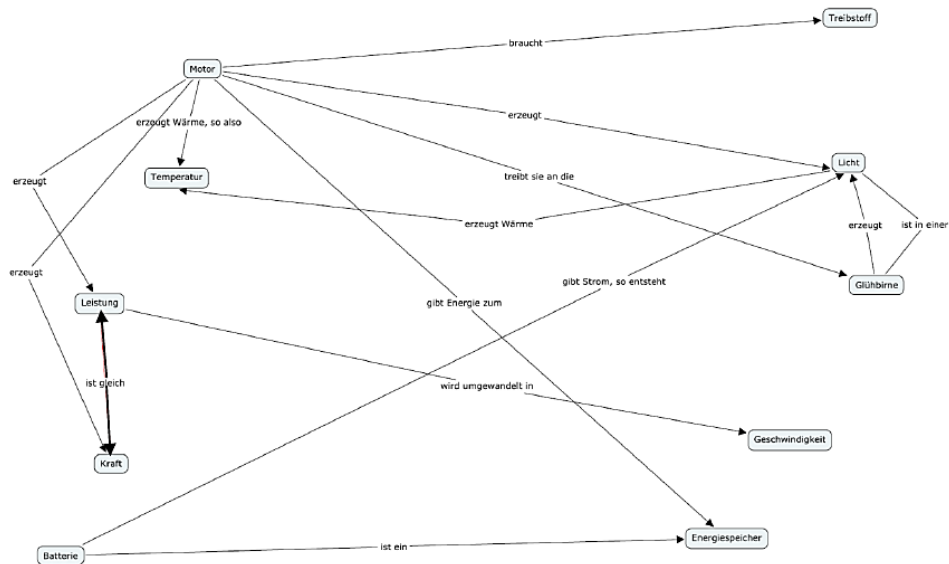 Treibstoff
braucht
Motor
erzeugt
erzeugt Wärme, so also
Licht
Temperatur
treibt sie an die
erzeugt
erzeugt Wärme
erzeugt
ist in einer
erzeugt
gibt Strom, so entsteht
Glühbirne
Leistung
gibt Energie zum
ist gleich
wird umgewandelt in
Geschwindigkeit
Kraft
Energiespeicher
ist ein
Batterie